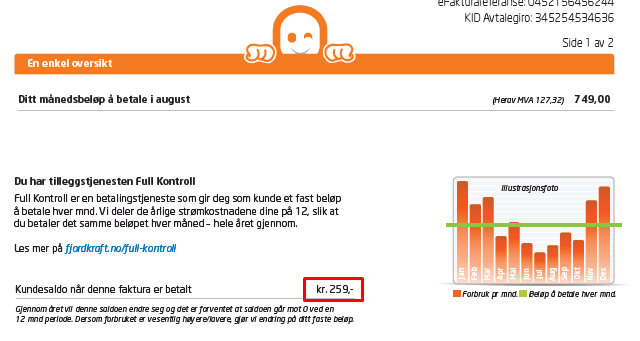 eFakturareferanse: 0452156456244
KID Avtalegiro: 345254534636
Side 1 av 2
En enkel oversikt
Ditt månedsbeløp å betale i august (Herav MVA 127,32) 749,00
Du har tilleggstjenesten Full Kontroll
Full Kontroll er en betalingstjeneste som gir deg som kunde et fast beløp
å betale hver mnd. Vi deler de årlige strømkostnadene dine på 12, slik at
du betaler det samme beløpet hver måned – hele året gjennom.
Les mer på fjordkraft.no/full-kontroll
Kundesaldo når denne faktura er betalt kr. 259,-
Gjennom året vil denne saldoen endre seg og det er forventet at saldoen går mot 0 ved en
12 mnd periode. Dersom forbruket er vesentlig høyere/lavere, gjør vi endring på ditt faste beløp.
Illustrasjonsfoto
Jan Feb Mar Apr Mai Jun Jul Aug Sep Okt Nov Des
Forbruk pr mnd. Beløp å betale hver mnd.